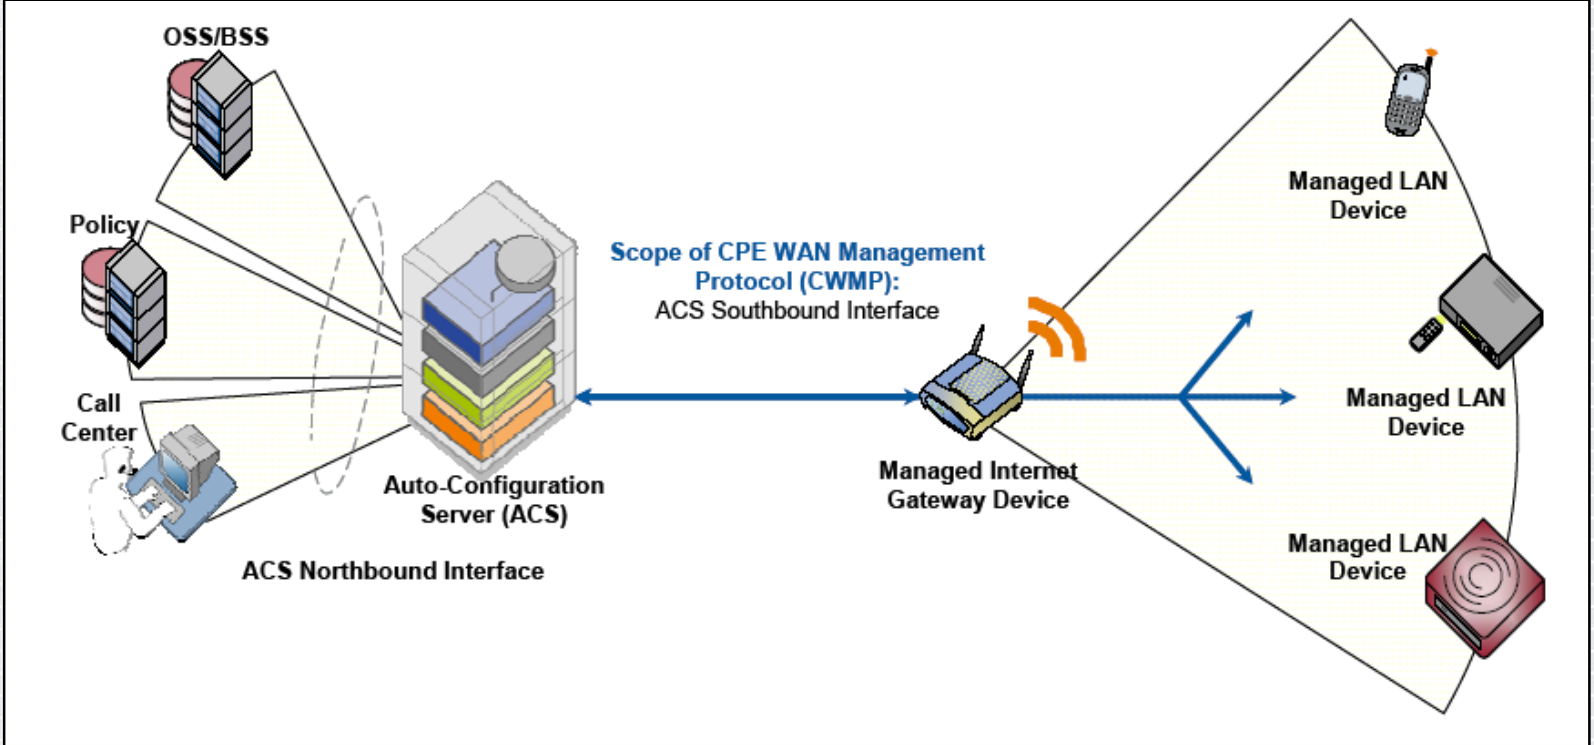 OSS/BSS
Policy
Call
Center
Auto-Configuration
Server (ACS)
ACS Northbound Interface
Scope of CPE WAN Management
Protocol (CWMP):
ACS Southbound Interface
Managed Internet
Gateway Device
Managed LAN
Device
Managed LAN
Device
Managed LAN
Device